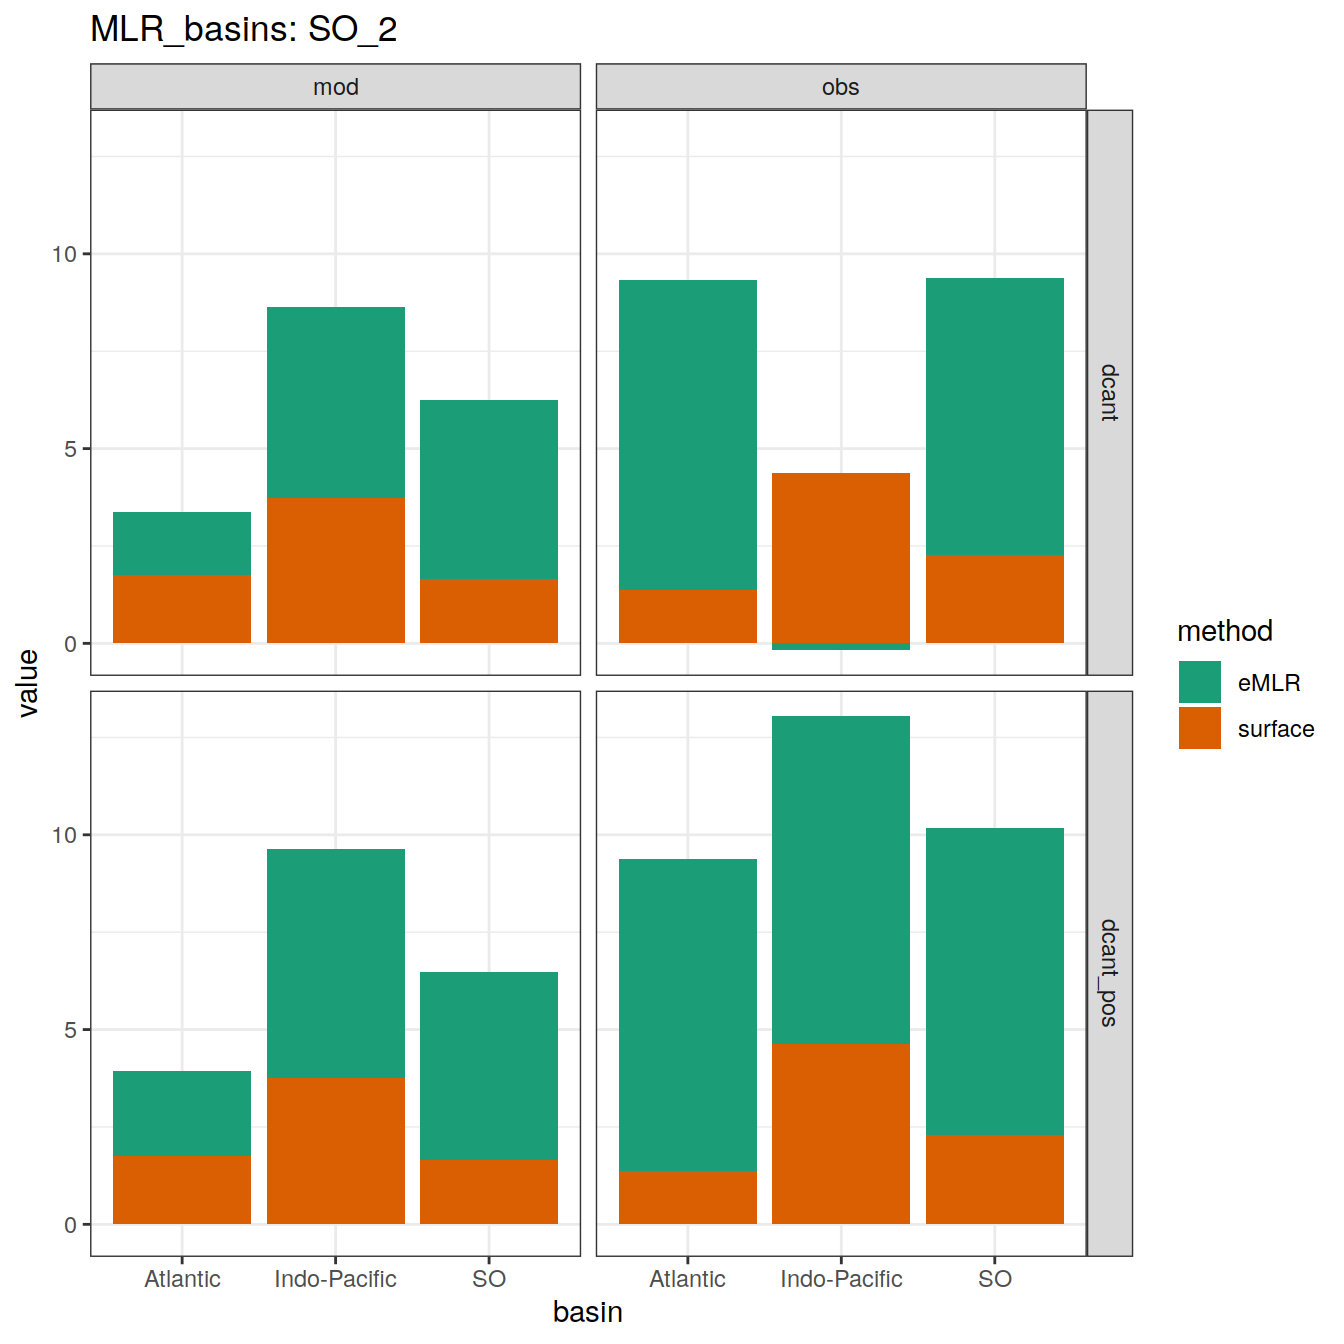 MLR_basins: SO_2
mod
obs
10
5
0
dcant
10
5
0
dcant_pos
value
Atlantic
Indo-Pacific
SO
Atlantic
Indo-Pacific
SO
basin
method
eMLR
surface